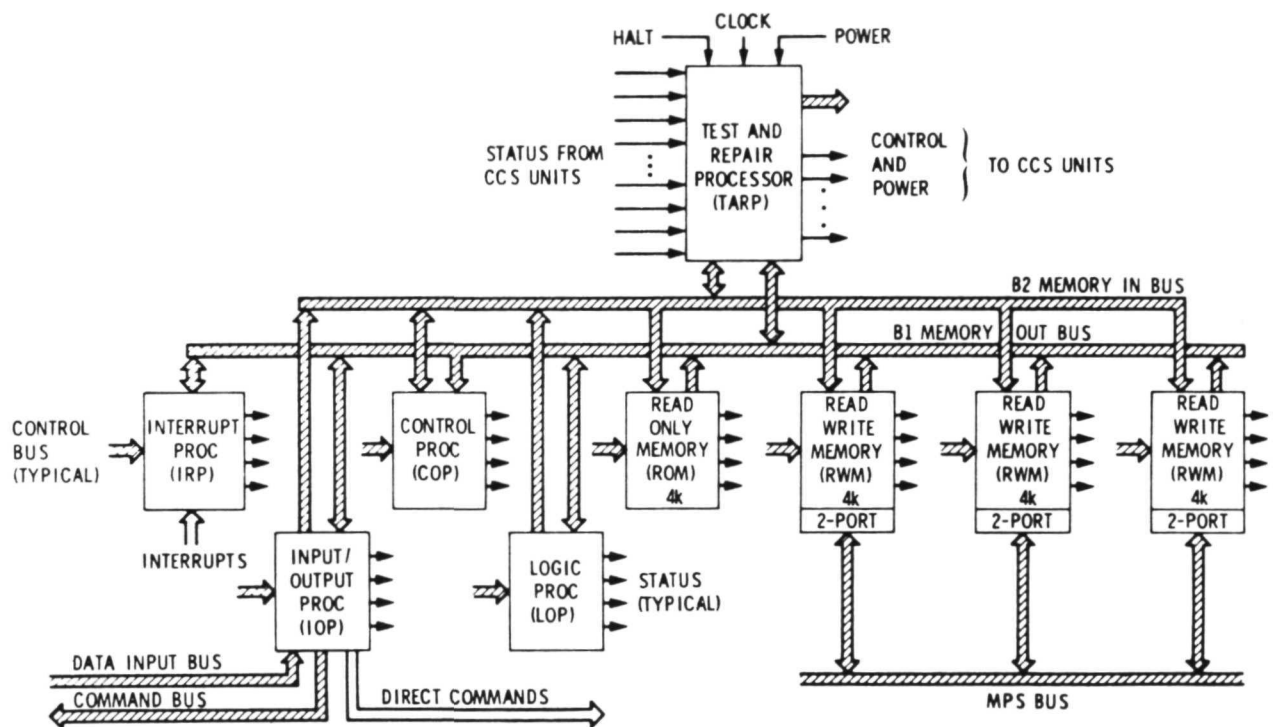 CLOCK
HALT
POWER
STATUS FROM
CCS UNITS
TEST AND
REPAIR
PROCESSOR
(TARP)
CONTROL
AND
POWER
TO CCS UNITS
B2 MEMORY IN BUS
B1 MEMORY OUT BUS
CONTROL
BUS
(TYPICAL)
INTERRUPT
PROC
(IRP)
INTERRUPTS
CONTROL
PROC
(COP)
READ
ONLY
MEMORY
(ROM)
4k
READ
WRITE
MEMORY
(RWM)
4k
2-PORT
READ
WRITE
MEMORY
(RWM)
4k
2-PORT
READ
WRITE
MEMORY
(RWM)
4k
2-PORT
INPUT/
OUTPUT
PROC
(IOP)
LOGIC
PROC
(LOP)
STATUS
(TYPICAL)
DATA INPUT BUS
COMMAND BUS
DIRECT COMMANDS
MPS BUS